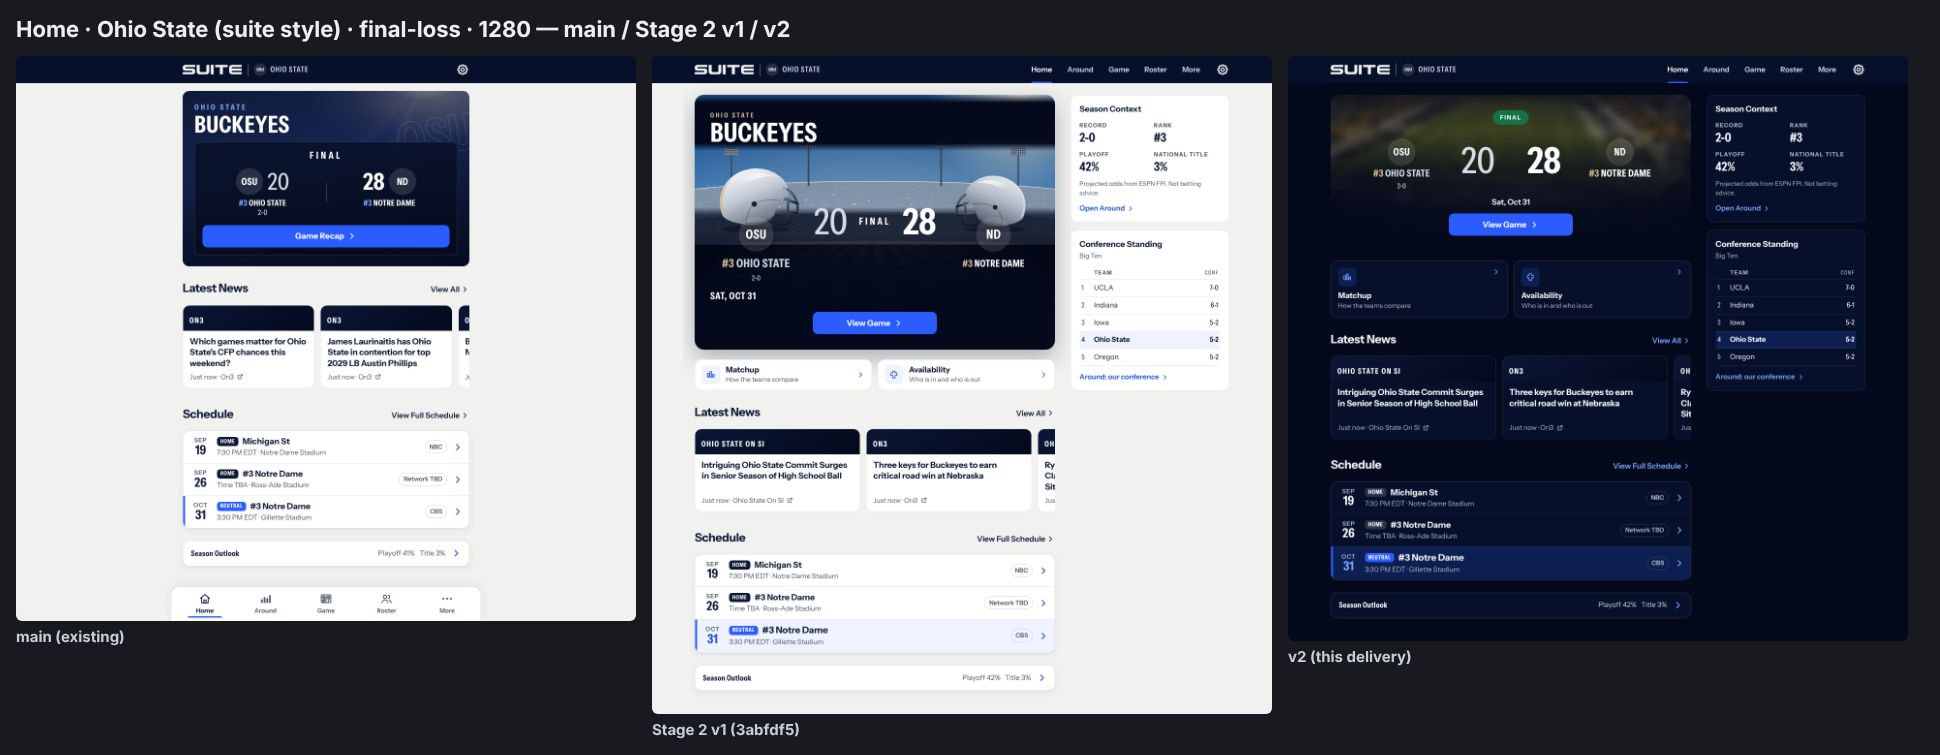 Home · Ohio State (suite style) · final-loss · 1280 — main / Stage 2 v1 / v2
SUITE
OSU
OHIO STATE
OHIO STATE
BUCKEYES
OSU
FINAL
OSU
20
28
ND
#3 OHIO STATE
#3 NOTRE DAME
2-0
Game Recap
Latest News
View All
ON3
ON3
Which games matter for Ohio
State's CFP chances this
weekend?
James Laurinaitis has Ohio
State in contention for top
2029 LB Austin Phillips
B
N
Just now · On3
Just now · On3
Ju
Schedule
View Full Schedule
SEP
19
HOME
Michigan St
7:30 PM EDT · Notre Dame Stadium
NBC
SEP
26
HOME
#3 Notre Dame
Time TBA · Ross-Ade Stadium
Network TBD
OCT
31
NEUTRAL
#3 Notre Dame
3:30 PM EDT · Gillette Stadium
CBS
Season Outlook
Playoff 41%
Title 3%
Home
Around
Game
Roster
More
main (existing)
SUITE
OSU
OHIO STATE
Home
Around
Game
Roster
More
OHIO STATE
BUCKEYES
OSU
20
FINAL
28
ND
#3 OHIO STATE
#3 NOTRE DAME
2-0
SAT, OCT 31
View Game
Matchup
How the teams compare
Availability
Who is in and who is out
Latest News
View All
OHIO STATE ON SI
ON3
OH
Intriguing Ohio State Commit Surges
in Senior Season of High School Ball
Three keys for Buckeyes to earn
critical road win at Nebraska
Ry
Cla
Sit
Just now · Ohio State On SI
Just now · On3
Jus
Schedule
View Full Schedule
SEP
19
HOME
Michigan St
7:30 PM EDT · Notre Dame Stadium
NBC
SEP
26
HOME
#3 Notre Dame
Time TBA · Ross-Ade Stadium
Network TBD
OCT
31
NEUTRAL
#3 Notre Dame
3:30 PM EDT · Gillette Stadium
CBS
Season Outlook
Playoff 42%
Title 3%
Season Context
RECORD
RANK
2-0
#3
PLAYOFF
NATIONAL TITLE
42%
3%
Projected odds from ESPN FPI. Not betting
advice.
Open Around
Conference Standing
Big Ten
TEAM
CONF
1 UCLA 7-0
2 Indiana 6-1
3 Iowa 5-2
4 Ohio State 5-2
5 Oregon 5-2
Around: our conference
Stage 2 v1 (3abfdf5)
SUITE
OSU
OHIO STATE
Home
Around
Game
Roster
More
FINAL
OSU
20
28
ND
#3 OHIO STATE
#3 NOTRE DAME
2-0
Sat, Oct 31
View Game
Matchup
How the teams compare
Availability
Who is in and who is out
Latest News
View All
OHIO STATE ON SI
ON3
Intriguing Ohio State Commit Surges
in Senior Season of High School Ball
Three keys for Buckeyes to earn
critical road win at Nebraska
Ry
Cla
Sit
Just now · Ohio State On SI
Just now · On3
Jus
Schedule
View Full Schedule
SEP
19
HOME
Michigan St
7:30 PM EDT · Notre Dame Stadium
NBC
SEP
26
HOME
#3 Notre Dame
Time TBA · Ross-Ade Stadium
Network TBD
OCT
31
NEUTRAL
#3 Notre Dame
3:30 PM EDT · Gillette Stadium
CBS
Season Outlook
Playoff 42%
Title 3%
Season Context
RECORD
RANK
2-0
#3
PLAYOFF
NATIONAL TITLE
42%
3%
Projected odds from ESPN FPI. Not betting
advice.
Open Around
Conference Standing
Big Ten
TEAM
CONF
1 UCLA 7-0
2 Indiana 6-1
3 Iowa 5-2
4 Ohio State 5-2
5 Oregon 5-2
Around: our conference
v2 (this delivery)